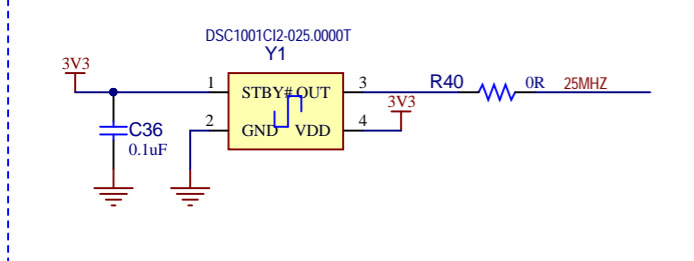 DSC1001CI2-025.0000T
Y1
3V3
1
STBY# OUT
3
R40
0R
25MHZ
3V3
C36
0.1uF
2
GND
VDD
4